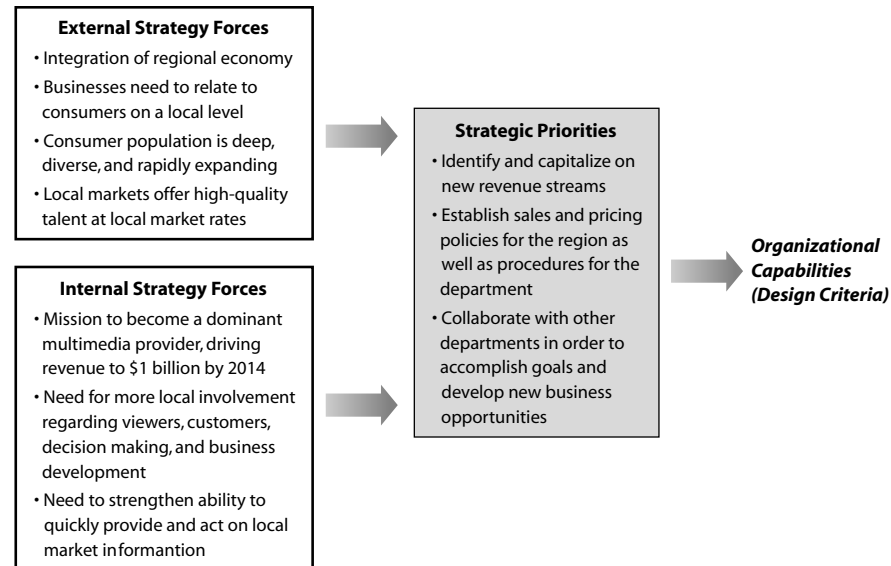 External Strategy Forces
• Integration of regional economy
• Businesses need to relate to
consumers on a local level
• Consumer population is deep,
diverse, and rapidly expanding
• Local markets offer high-quality
talent at local market rates
Internal Strategy Forces
• Mission to become a dominant
multimedia provider, driving
revenue to $1 billion by 2014
• Need for more local involvement
regarding viewers, customers,
decision making, and business
development
• Need to strengthen ability to
quickly provide and act on local
market informantion
Strategic Priorities
• Identify and capitalize on
new revenue streams
• Establish sales and pricing
policies for the region as
well as procedures for the
department
• Collaborate with other
departments in order to
accomplish goals and
develop new business
opportunities
Organizational
Capabilities
(Design Criteria)